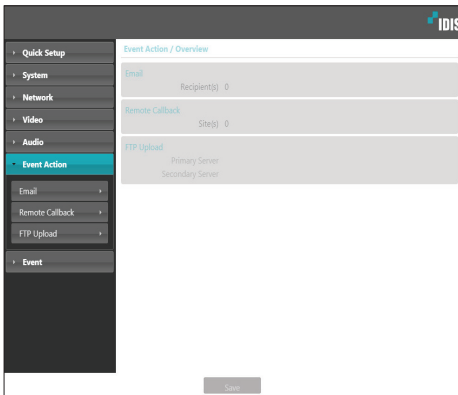 IDIS
Quick Setup
System
Network
Video
Audio
Event Action
Email
Remote Callback
FTP Upload
Event
Event Action / Overview
Email
Recipient(s) 0
Remote Callback
Site(s) 0
FTP Upload
Primary Server
Secondary Server
Save